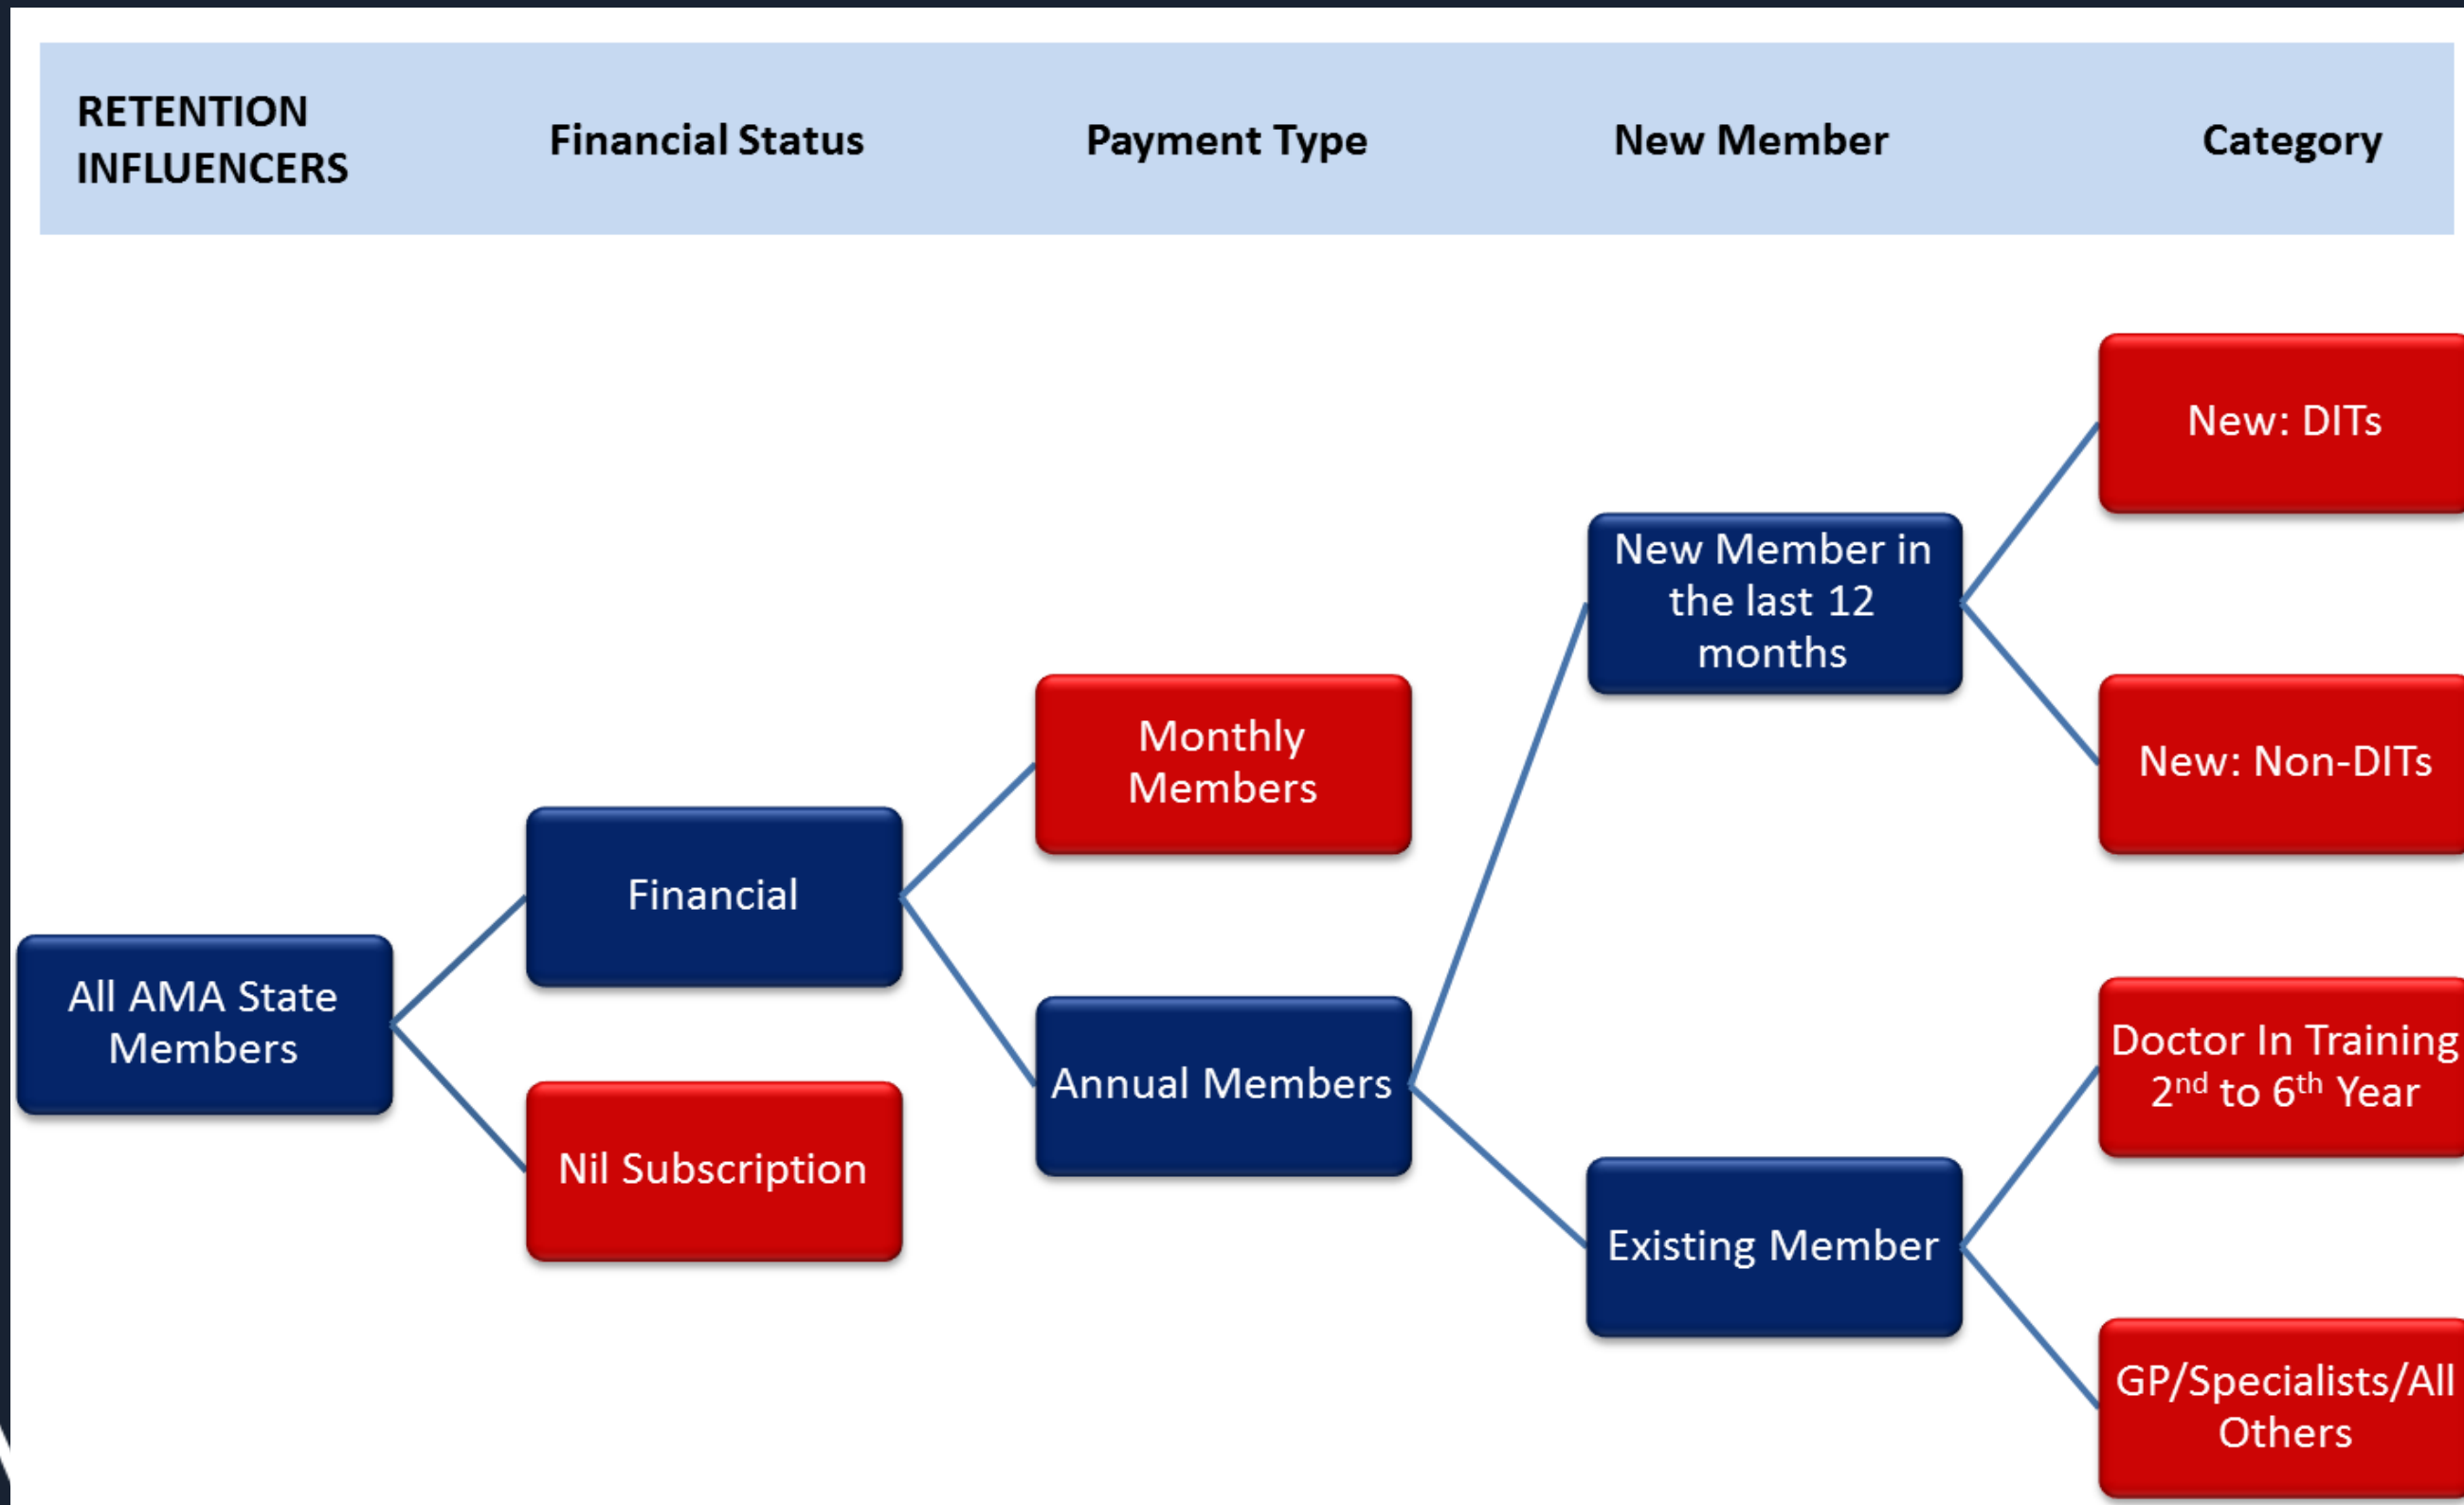 RETENTION
INFLUENCERS
Financial Status
Payment Type
New Member
Category
New: DITs
New Member in
the last 12
months
Monthly
Members
New: Non-DITs
Financial
All AMA State
Members
Annual Members
Doctor In Training
2nd to 6th Year
Nil Subscription
Existing Member
GP/Specialists/All
Others